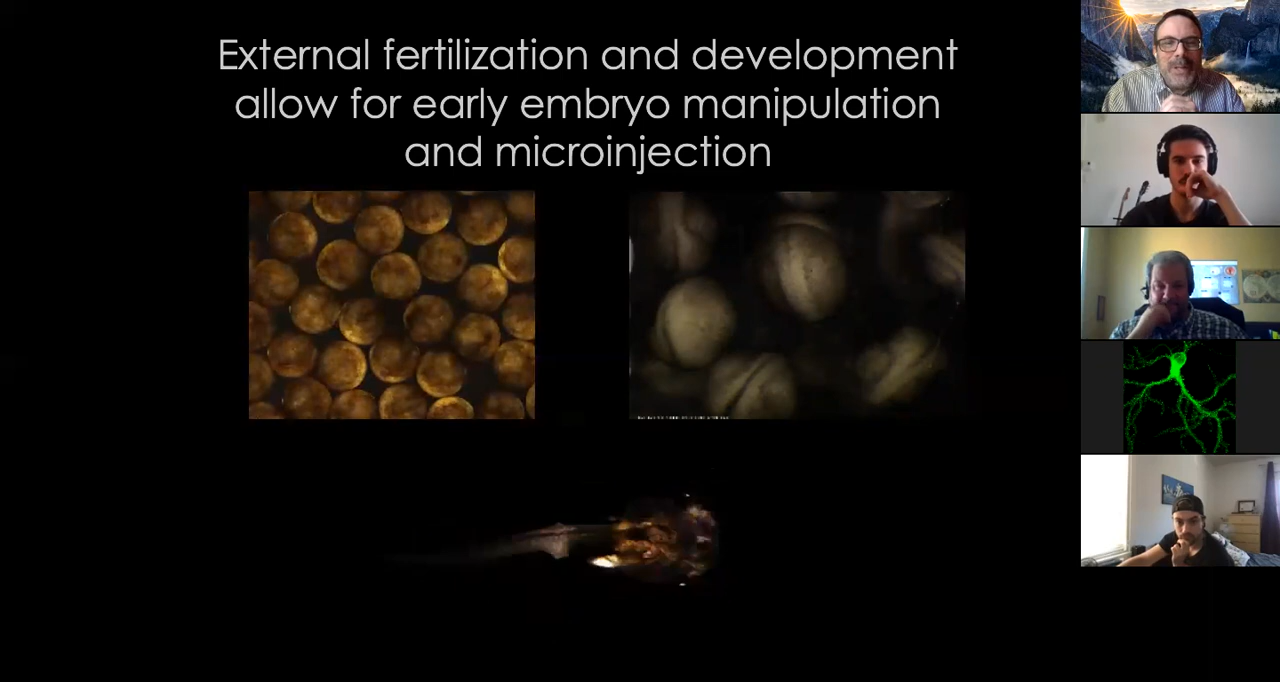 External fertilization and development
allow for early embryo manipulation
and microinjection